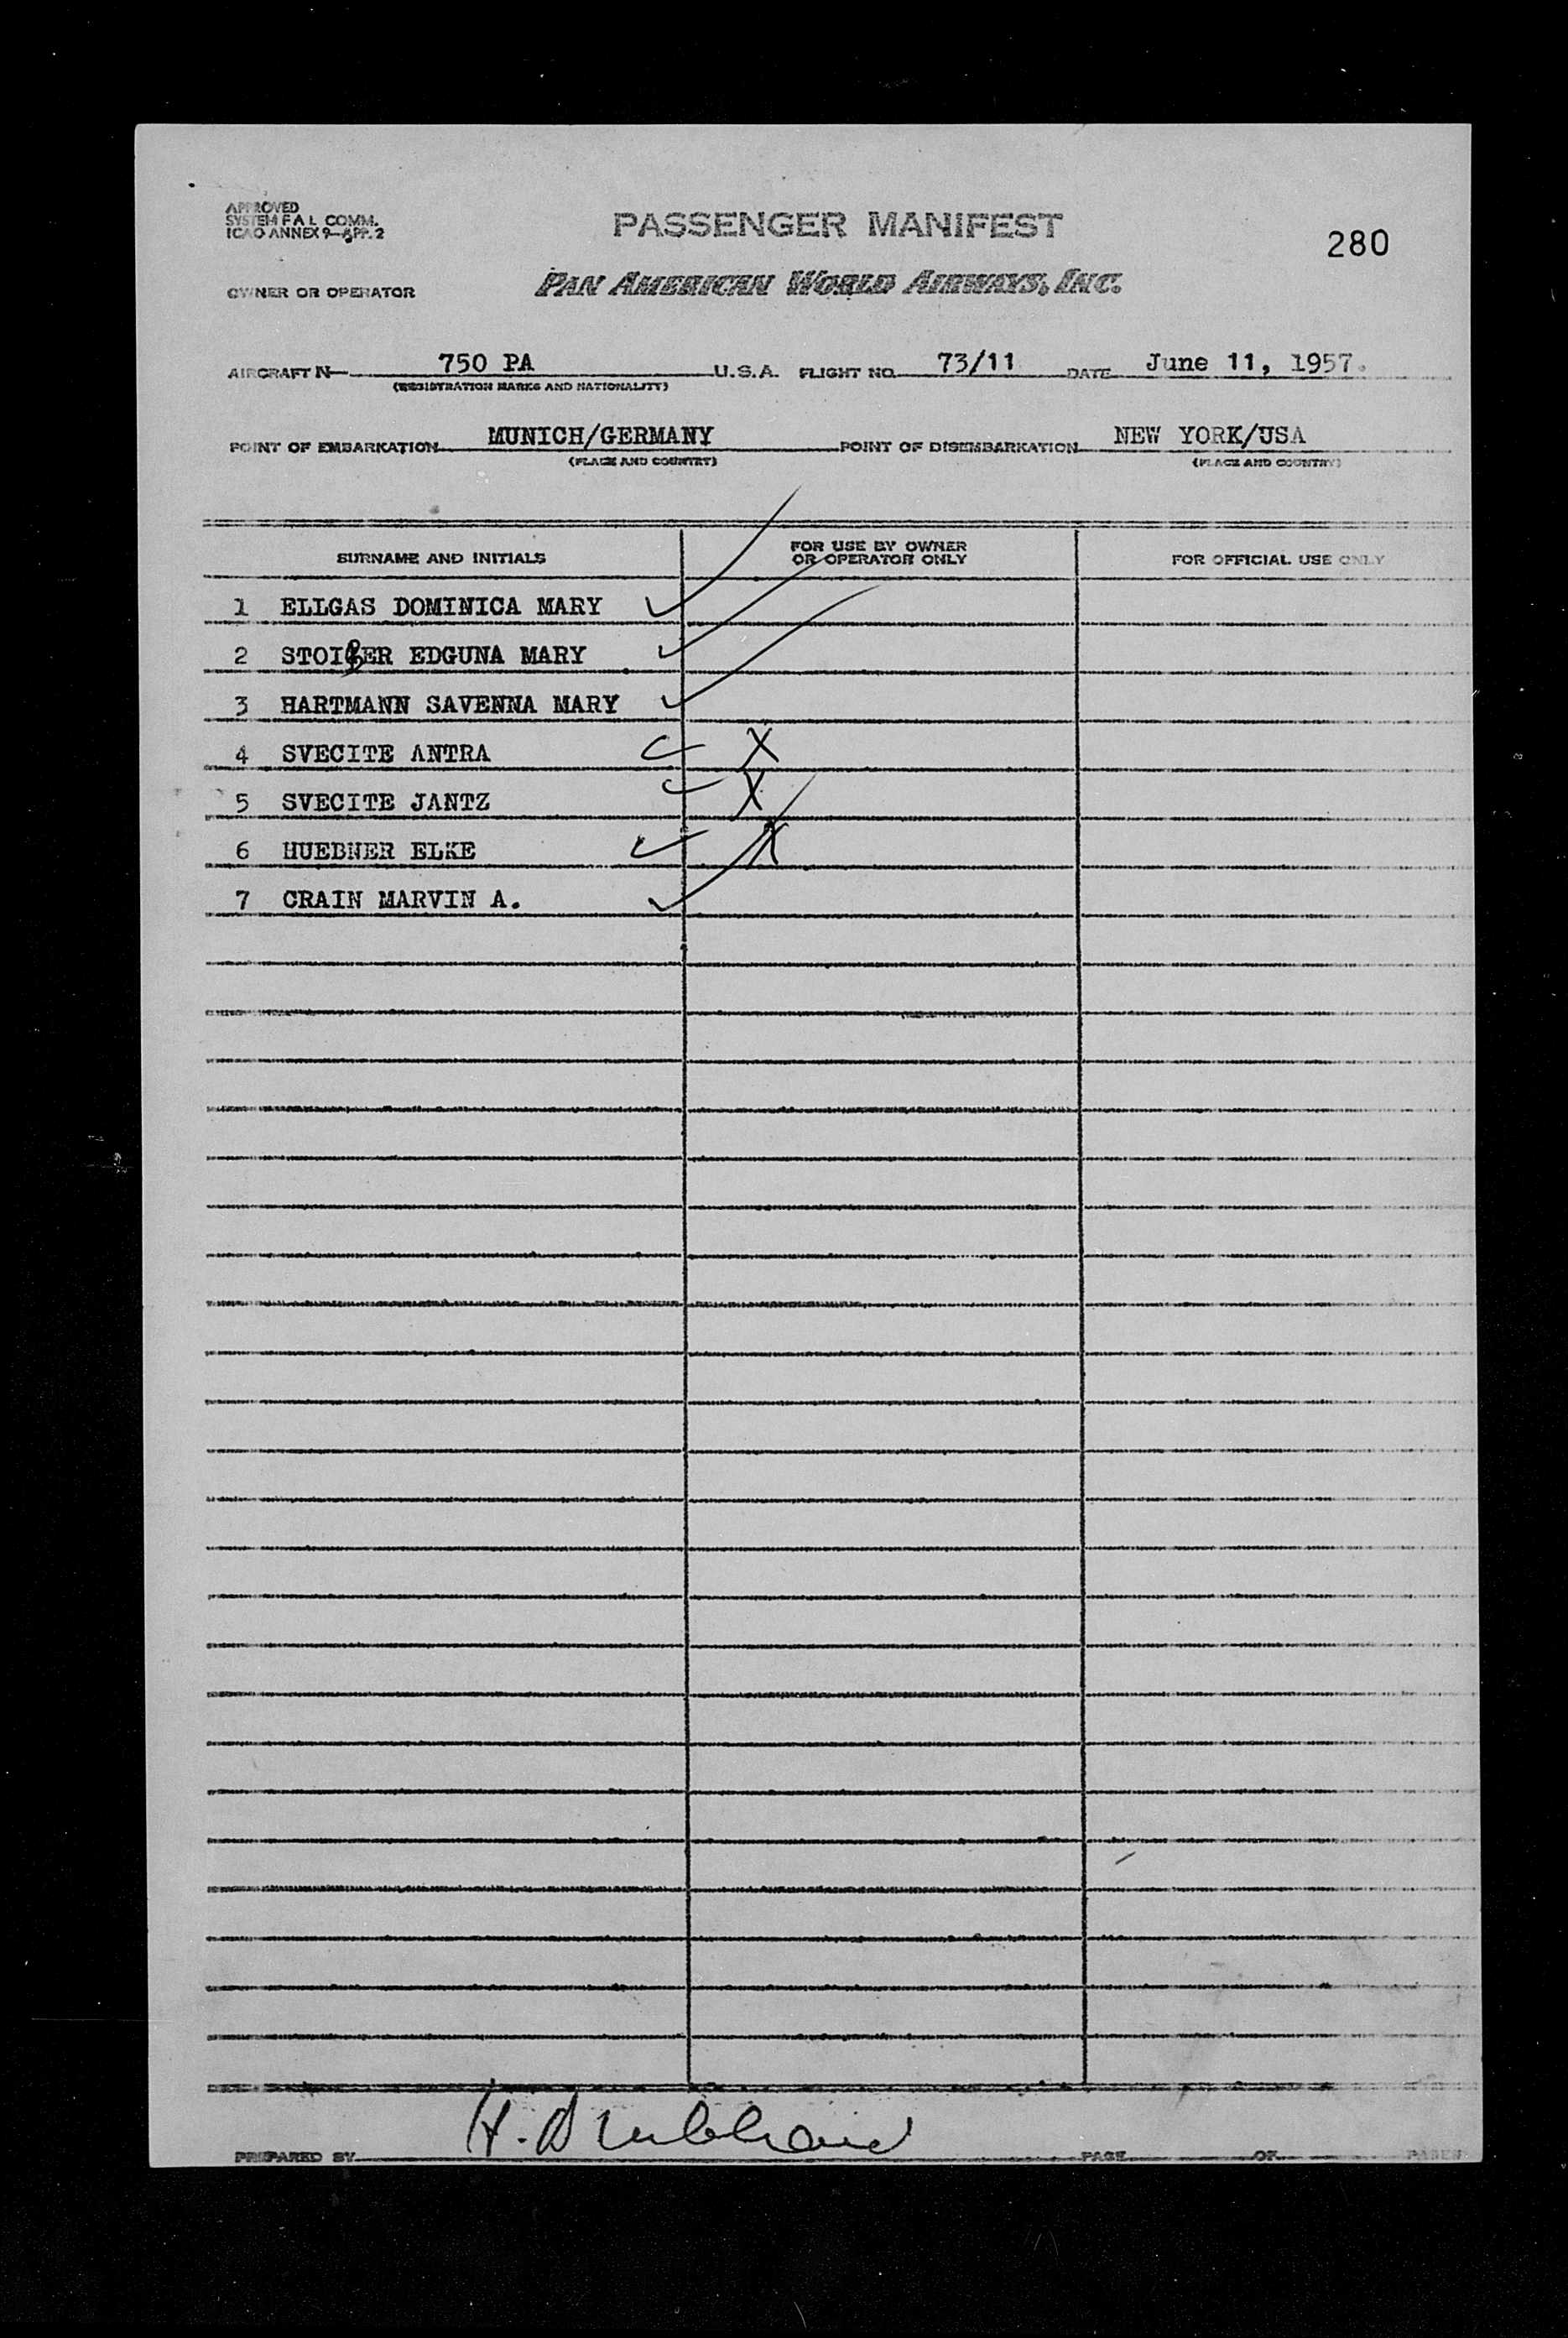 APPROVED
SYSTEM F A L COMM.
ICAO ANNEX 9-APP. 2
PASSENGER MANIFEST
280
OWNER OR OPERATOR
PAN AMERICAN WORLD AIRWAYS, INC.
AIRCRAFT N- 750 PA U.S.A. FLIGHT NO. 73/11 DATE June 11, 1957.
(REGISTRATION MARKS AND NATIONALITY)
POINT OF EMBARKATION MUNICH/GERMANY POINT OF DISEMBARKATION NEW YORK/USA
(PLACE AND COUNTRY) (PLACE AND COUNTRY)
SURNAME AND INITIALS FOR USE BY OWNER OR OPERATOR ONLY FOR OFFICIAL USE ONLY
1 ELLGAS DOMINICA MARY
2 EDGUNA MARY
3 HARTMANN SAVENNA MARY
4 SVECITE ANTRA X
5 SVECITE JANTZ X
6 HUEBNER ELKE X
7 CRAIN MARVIN A.
PREPARED BY H. PAGE OF PAGES